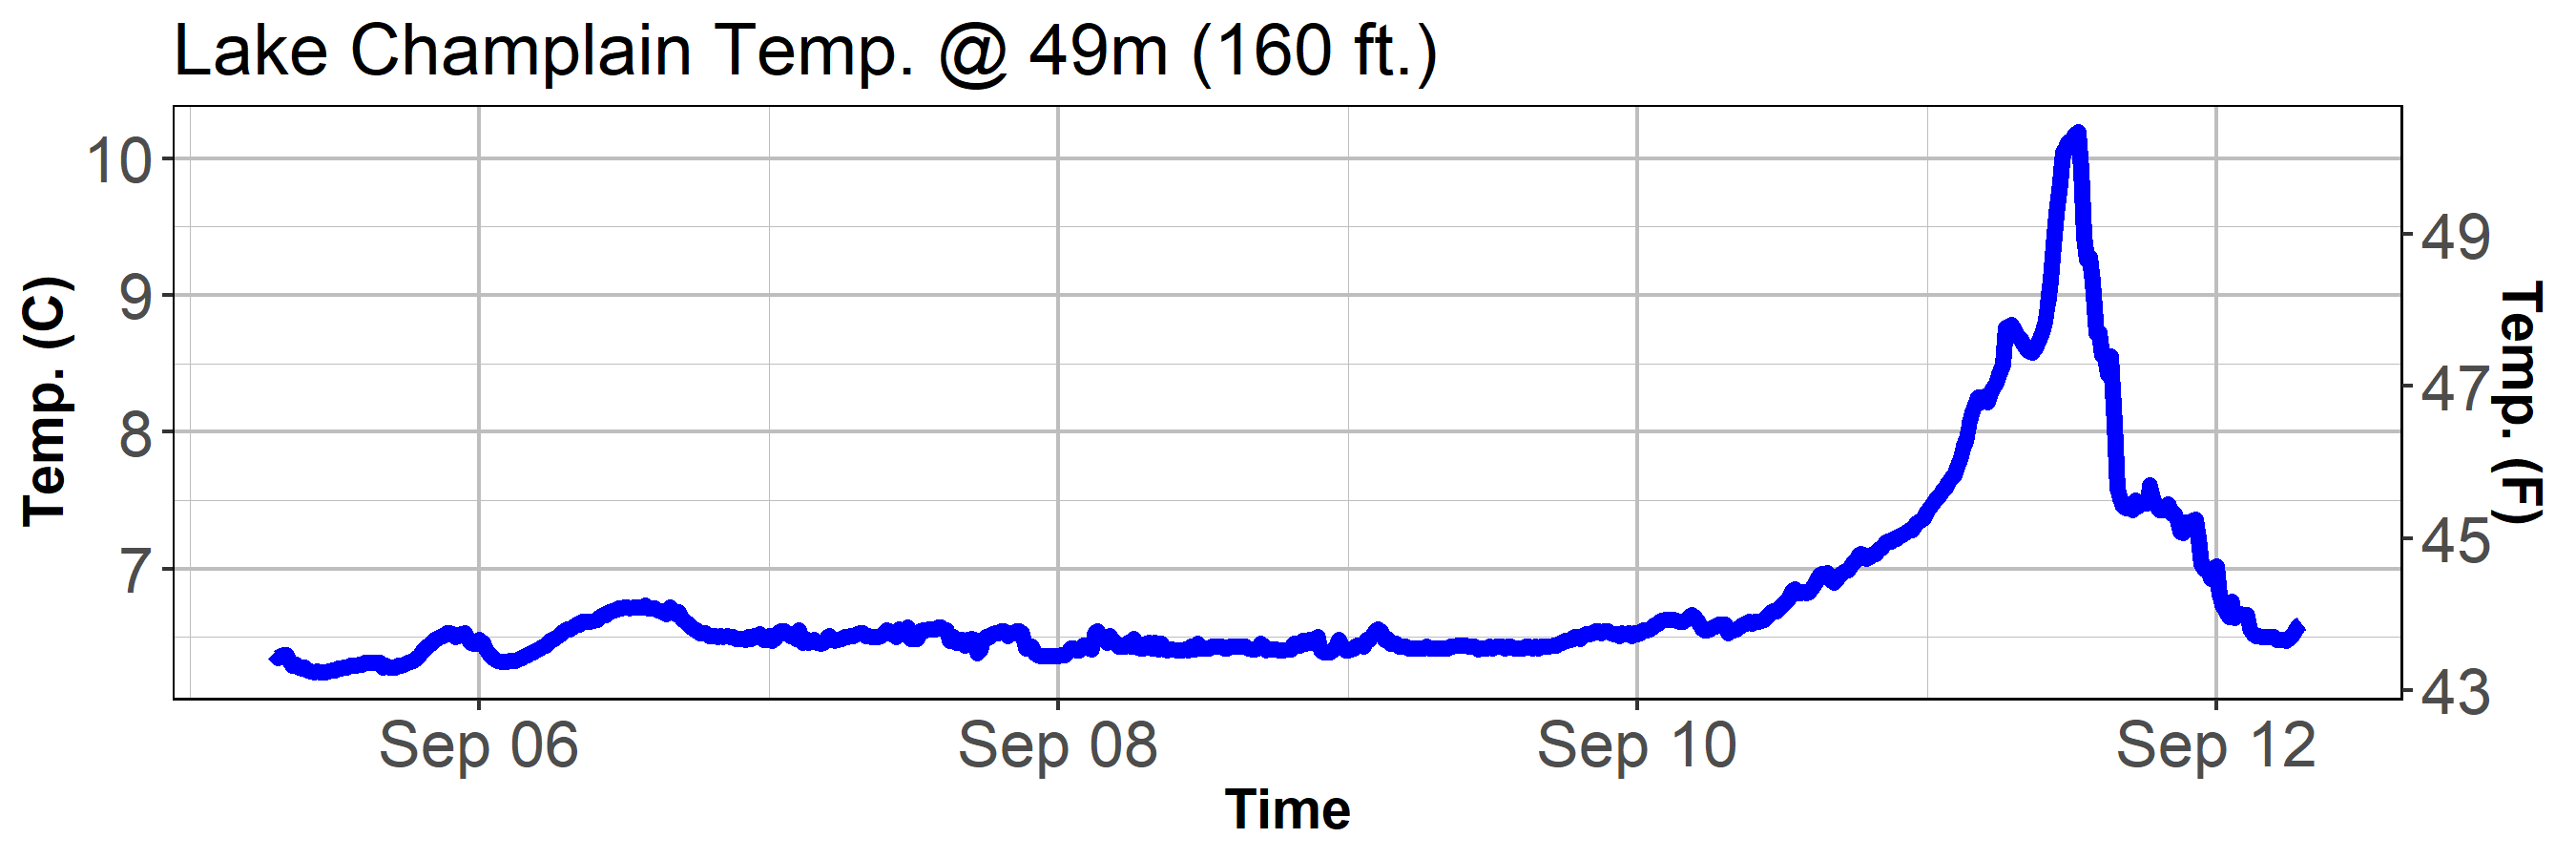 Lake Champlain Temp. @ 49m (160 ft.)
10
9
8
7
Temp. (C)
49
47
45
43
Temp. (F)
Sep 06
Sep 08
Sep 10
Sep 12
Time